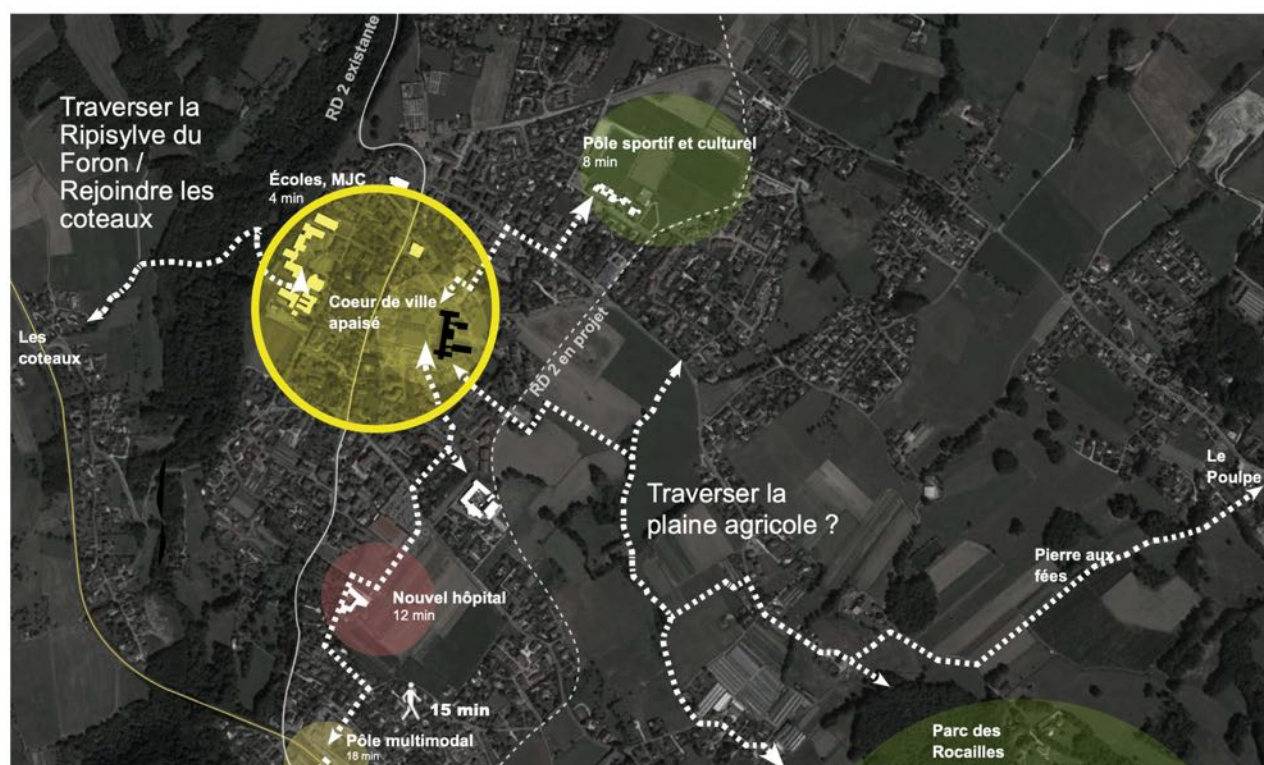 RD 2 existante
Traverser la
Ripisylve du
Foron /
Rejoindre les
coteaux
Pôle sportif et culturel
8 min
Écoles, MJC
4 min
Coeur de ville
apaisé
Les
coteaux
RD 2 en projet
Le
Poulpe
Traverser la
plaine agricole ?
Pierre aux
fées
Nouvel hôpital
12 min
15 min
Pôle multimodal
18 min
Parc des
Rocailles